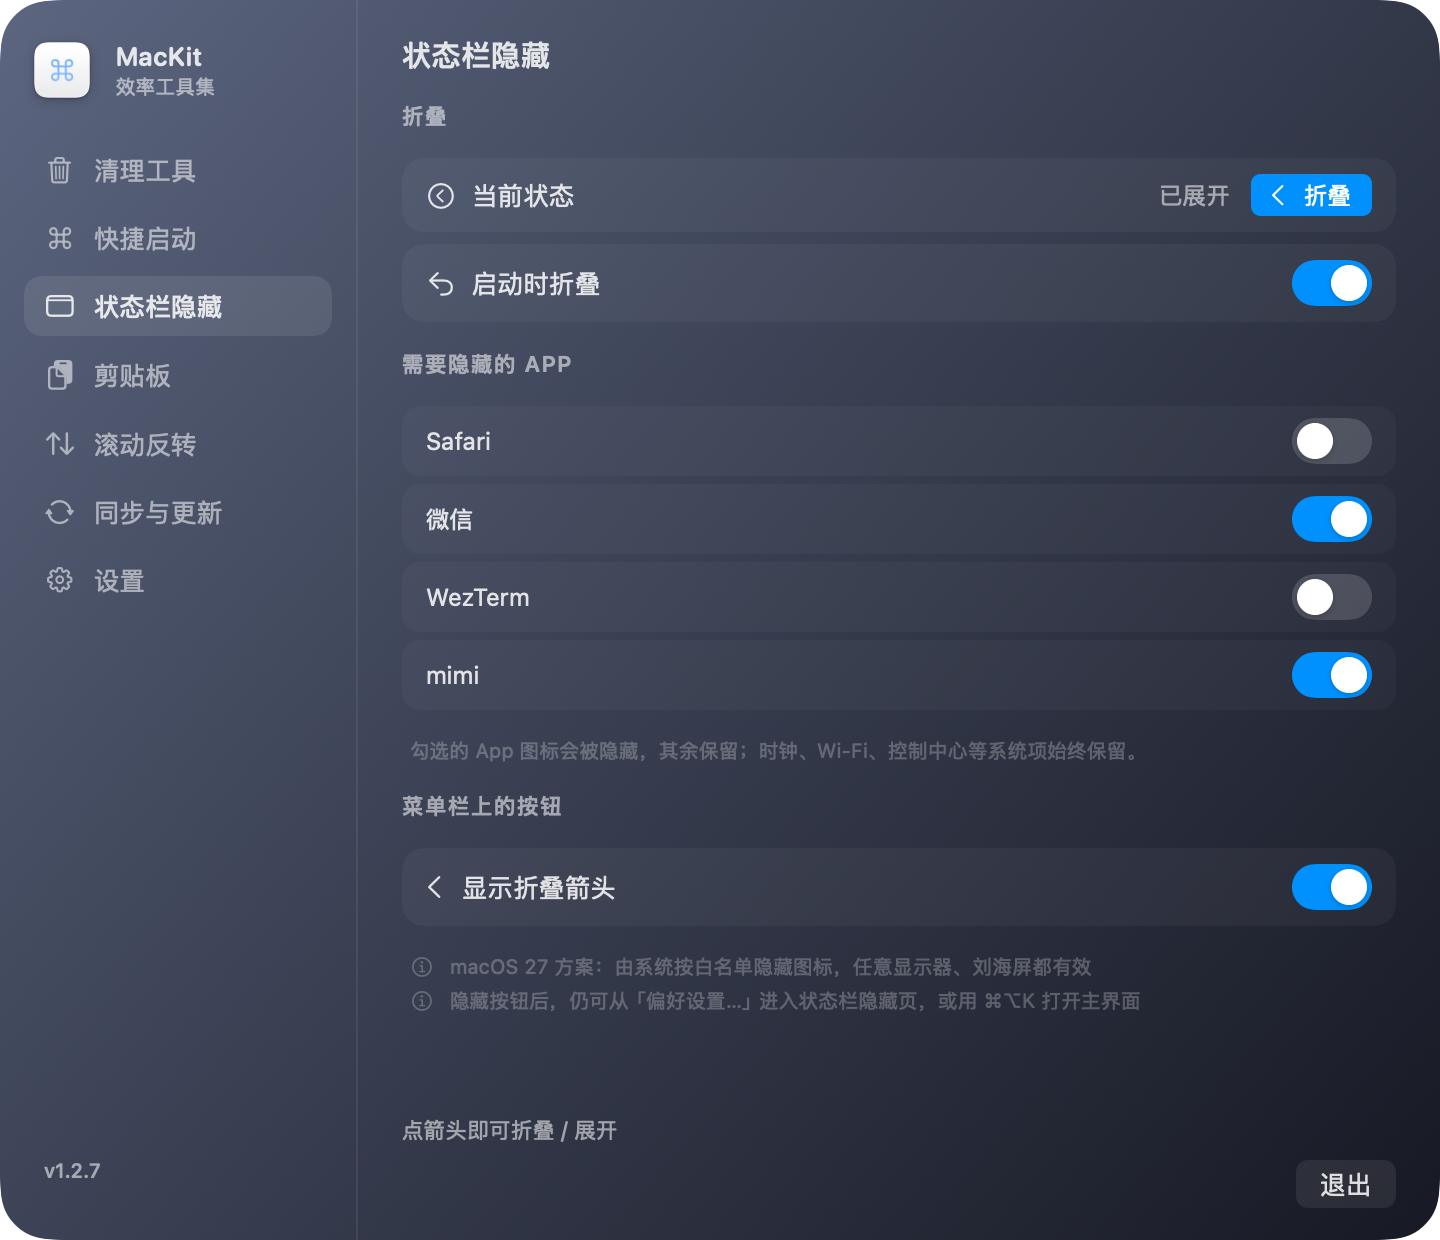 MacKit
效率工具集
清理工具
快捷启动
状态栏隐藏
剪贴板
滚动反转
同步与更新
设置
v1.2.7
状态栏隐藏
折叠
当前状态
已展开
折叠
启动时折叠
需要隐藏的 APP
Safari
微信
WezTerm
mimi
勾选的 App 图标会被隐藏，其余保留；时钟、Wi-Fi、控制中心等系统项始终保留。
菜单栏上的按钮
显示折叠箭头
macOS 27 方案：由系统按白名单隐藏图标，任意显示器、刘海屏都有效
隐藏按钮后，仍可从「偏好设置…」进入状态栏隐藏页，或用 ⌘⌥K 打开主界面
点箭头即可折叠 / 展开
退出